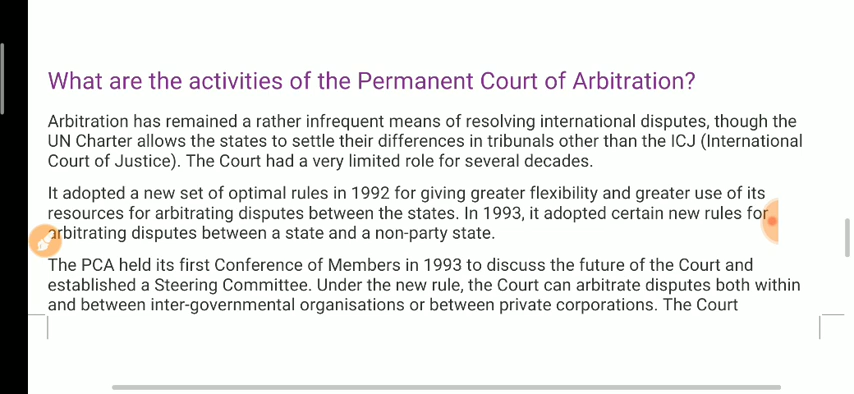 What are the activities of the Permanent Court of Arbitration?
Arbitration has remained a rather infrequent means of resolving international disputes, though the
UN Charter allows the states to settle their differences in tribunals other than the ICJ (International
Court of Justice). The Court had a very limited role for several decades.
It adopted a new set of optimal rules in 1992 for giving greater flexibility and greater use of its
resources for arbitrating disputes between the states. In 1993, it adopted certain new rules for
arbitrating disputes between a state and a non-party state.
The PCA held its first Conference of Members in 1993 to discuss the future of the Court and
established a Steering Committee. Under the new rule, the Court can arbitrate disputes both within
and between inter-governmental organisations or between private corporations. The Court